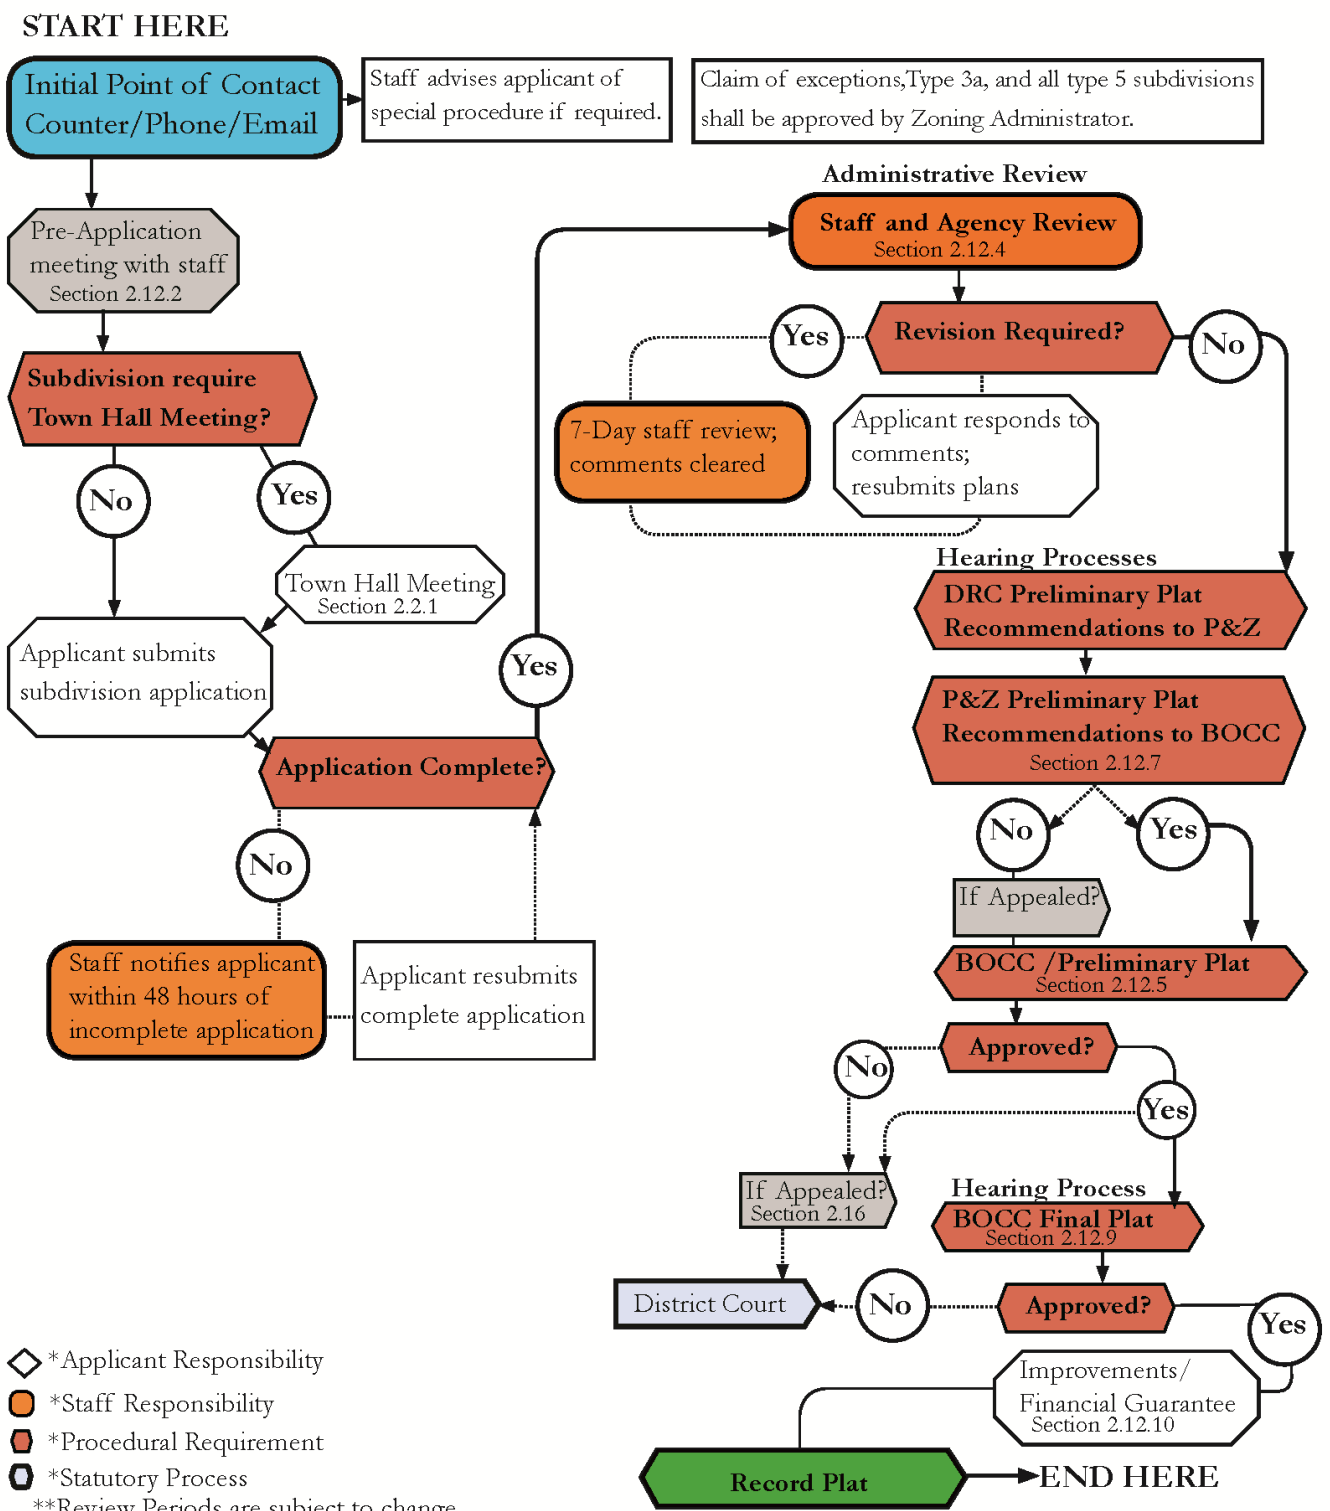 START HERE
Initial Point of Contact
Counter/Phone/Email
Staff advises applicant of
special procedure if required.
Claim of exceptions,Type 3a, and all type 5 subdivisions
shall be approved by Zoning Administrator.
Pre-Application
meeting with staff
Section 2.12.2
Subdivision require
Town Hall Meeting?
No
Yes
Town Hall Meeting
Section 2.2.1
Applicant submits
subdivision application
Application Complete?
No
Staff notifies applicant
within 48 hours of
incomplete application
Applicant resubmits
complete application
Yes
Administrative Review
Staff and Agency Review
Section 2.12.4
Revision Required?
Yes
No
7-Day staff review;
comments cleared
Applicant responds to
comments;
resubmits plans
Hearing Processes
DRC Preliminary Plat
Recommendations to P&Z
P&Z Preliminary Plat
Recommendations to BOCC
Section 2.12.7
No
Yes
If Appealed?
BOCC /Preliminary Plat
Section 2.12.5
Approved?
No
Yes
If Appealed?
Section 2.16
Hearing Process
BOCC Final Plat
Section 2.12.9
District Court
No
Approved?
Yes
Improvements/
Financial Guarantee
Section 2.12.10
Record Plat
END HERE
*Applicant Responsibility
*Staff Responsibility
*Procedural Requirement
*Statutory Process
**Review Periods are subject to change